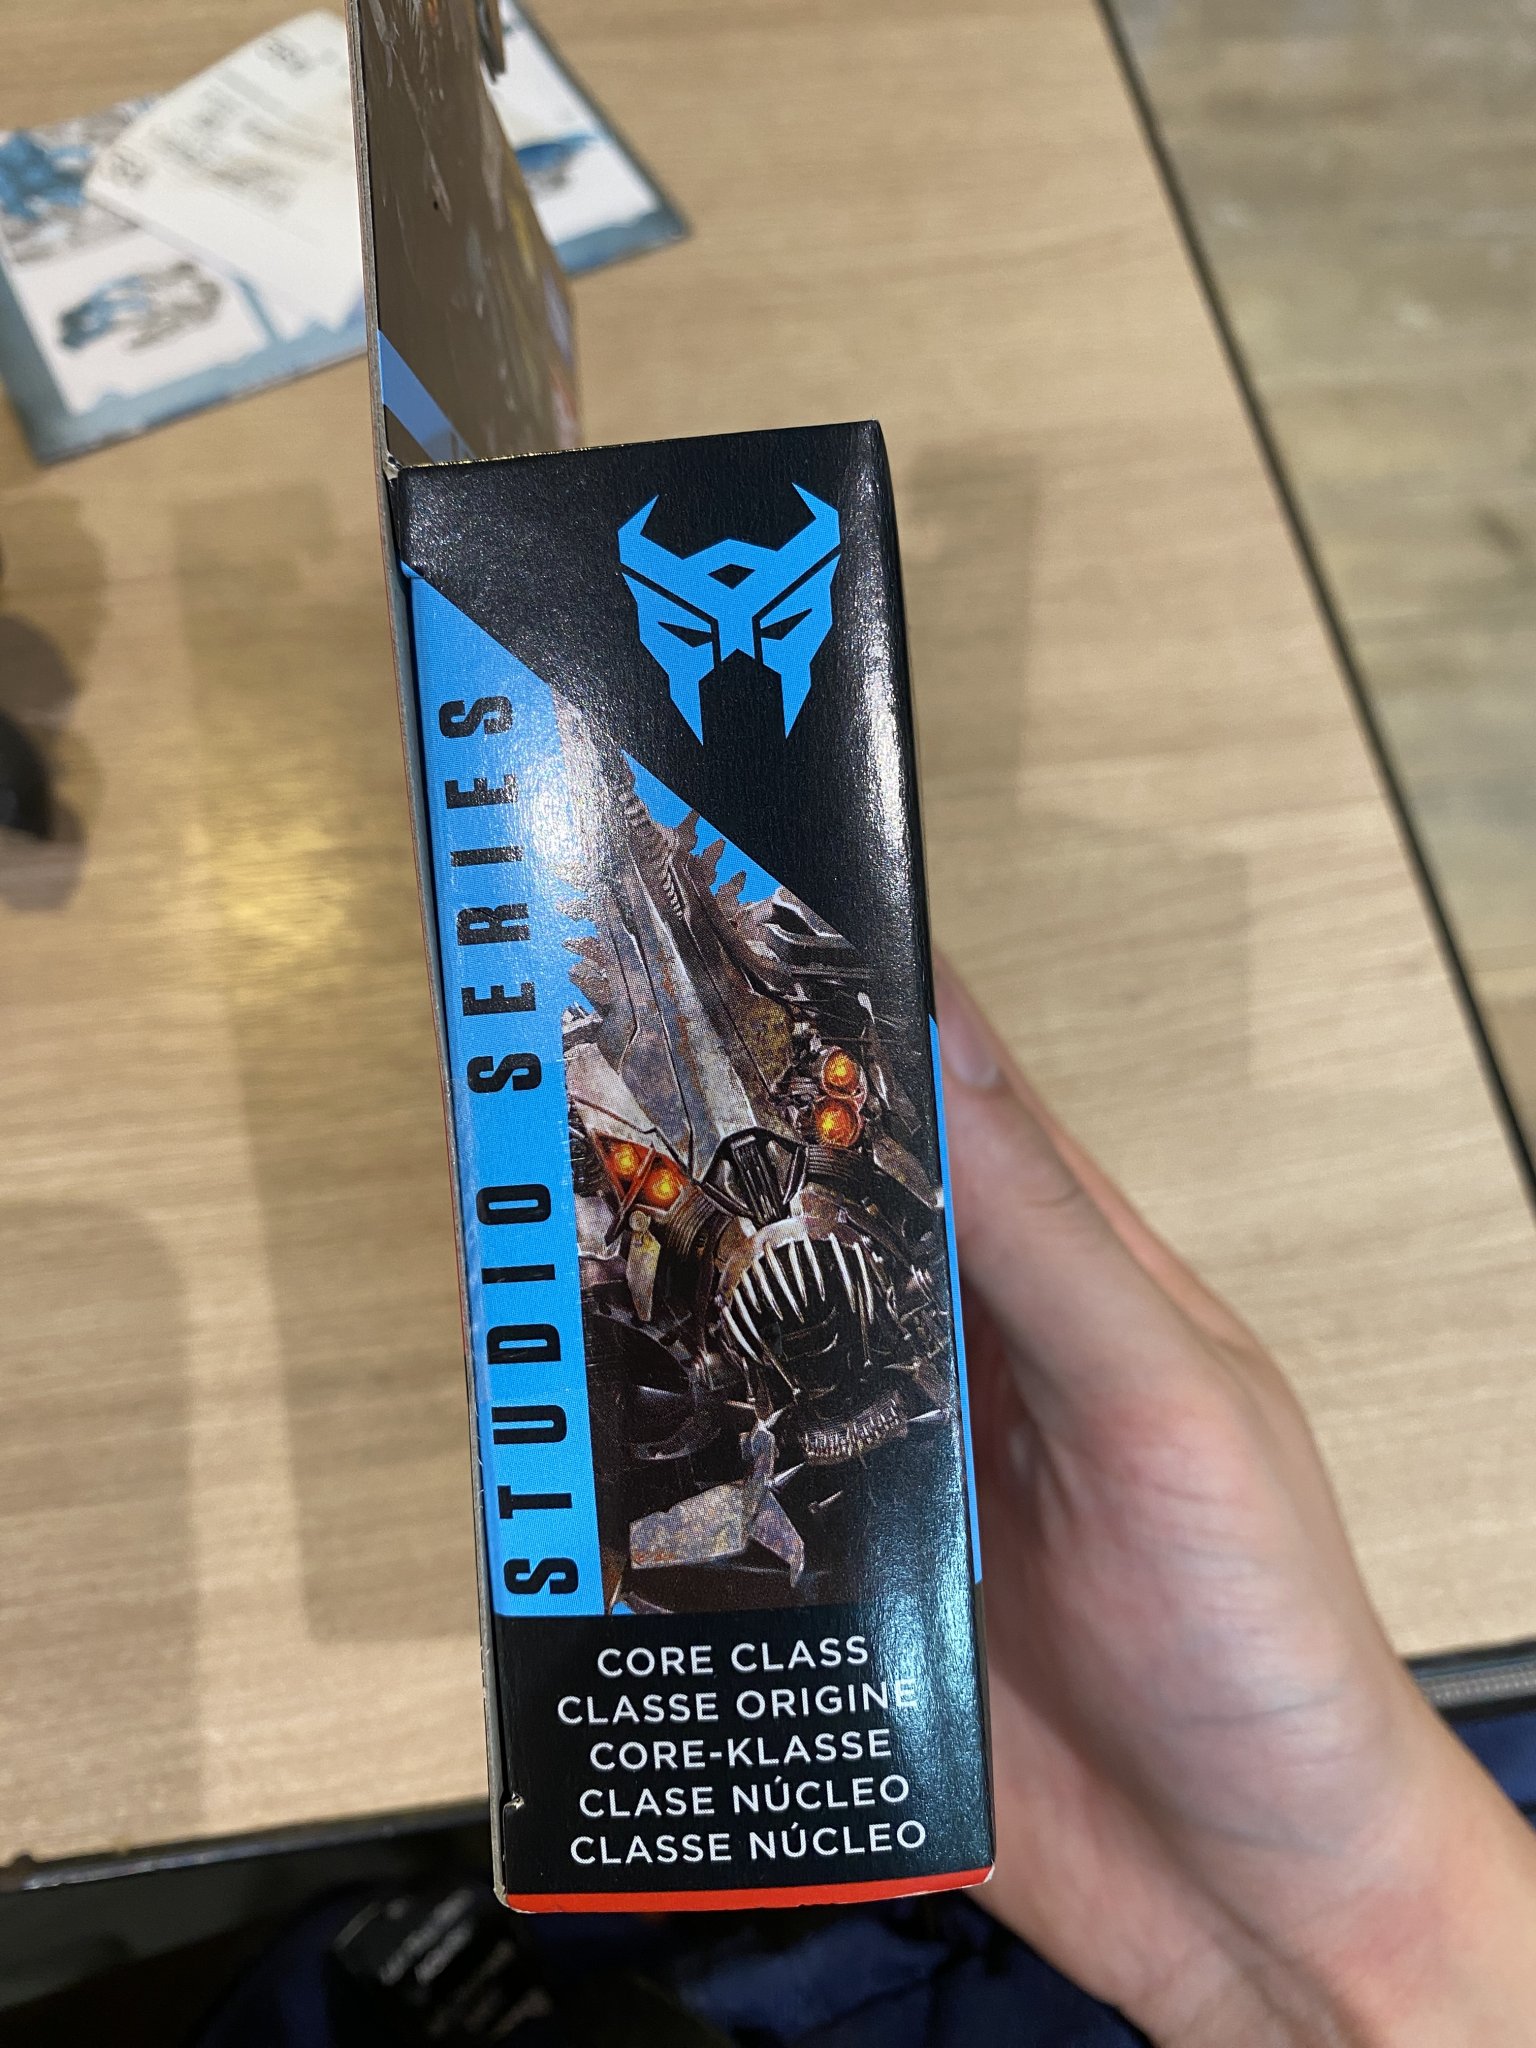 STUDIO SERIES
CORE CLASS
CLASSE ORIGINE
CORE-KLASSE
CLASE NÚCLEO
CLASSE NÚCLEO